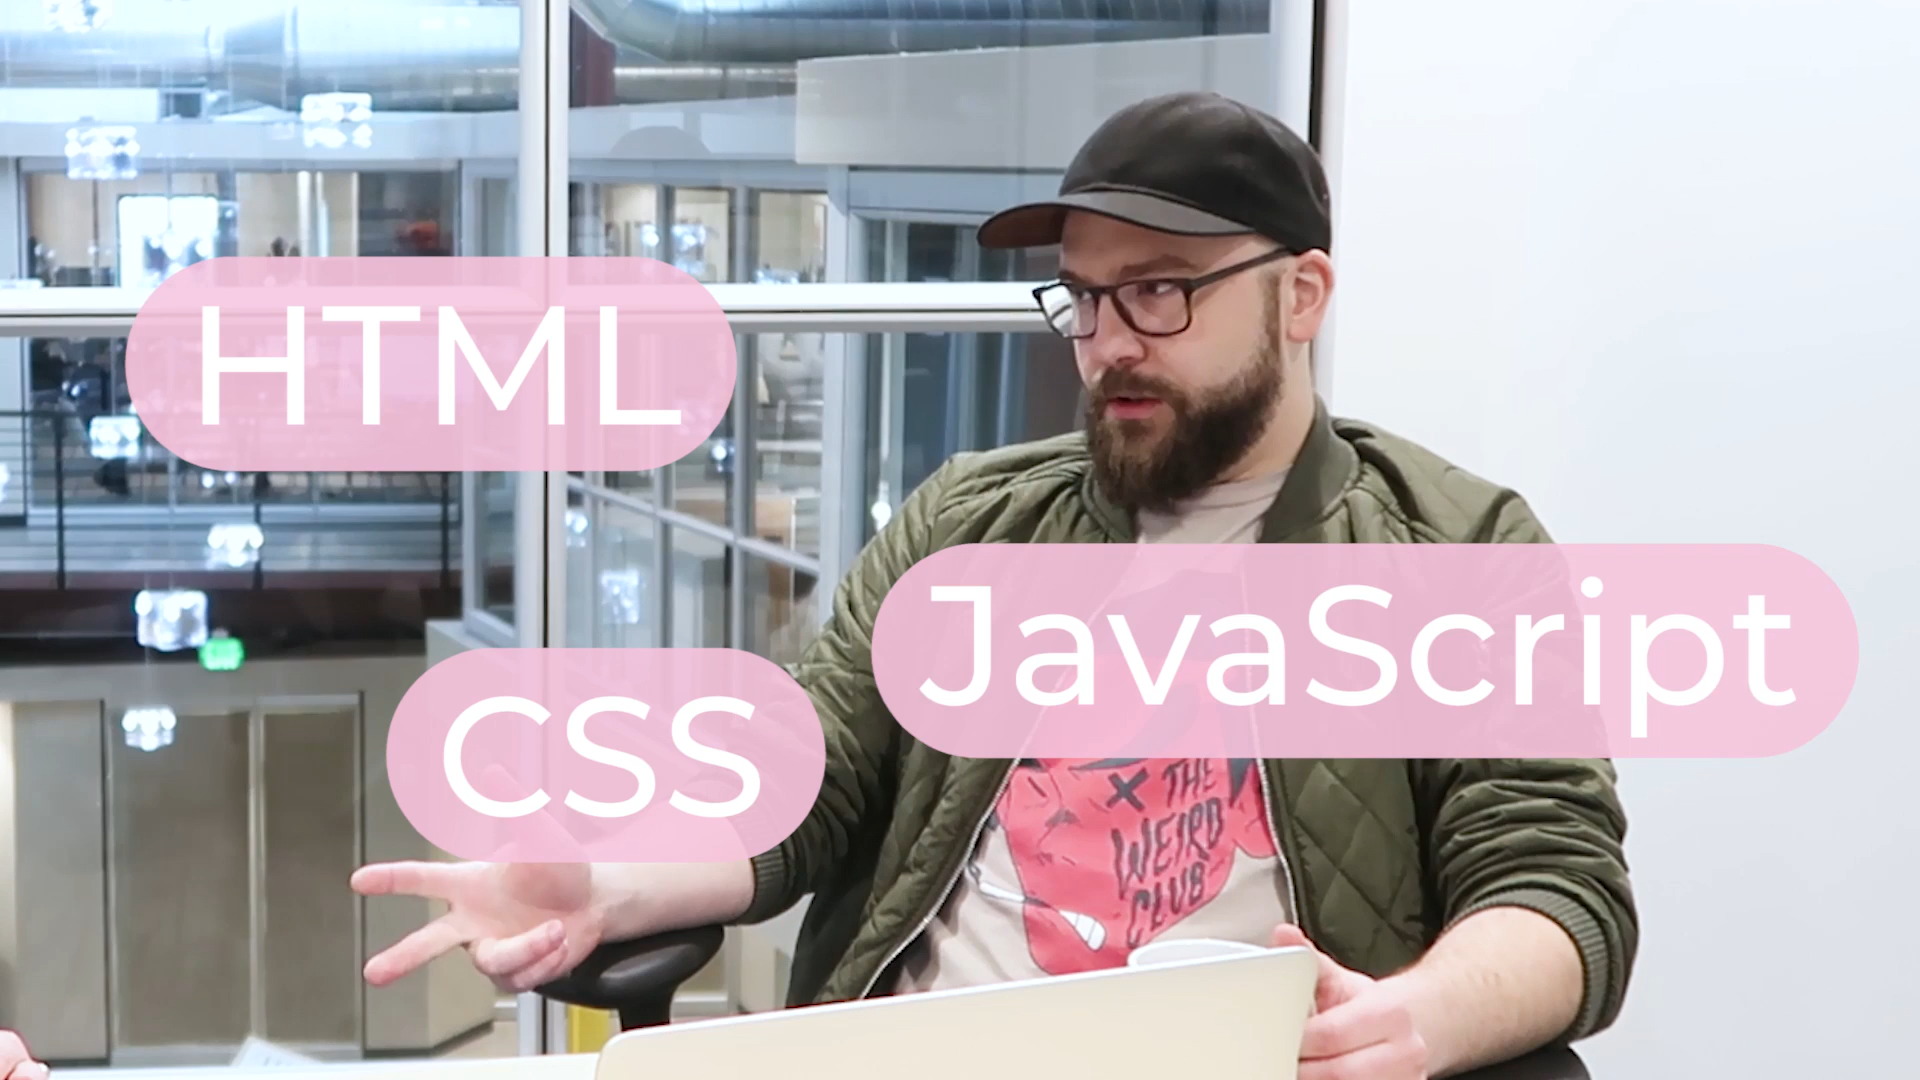 HTML
JavaScript
CSS
× THE
WEIRD
CLUB